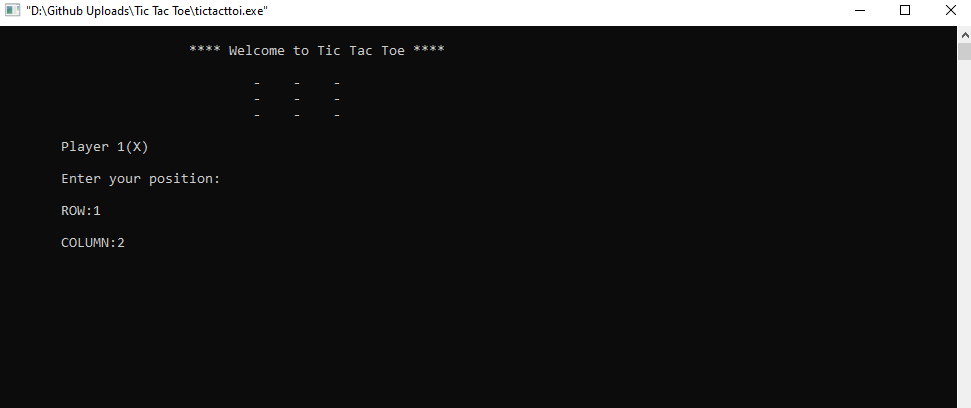 "D:\Github Uploads\Tic Tac Toe\tictacttoi.exe"
**** Welcome to Tic Tac Toe ****
- - -
- - -
- - -
Player 1(X)
Enter your position:
ROW:1
COLUMN:2